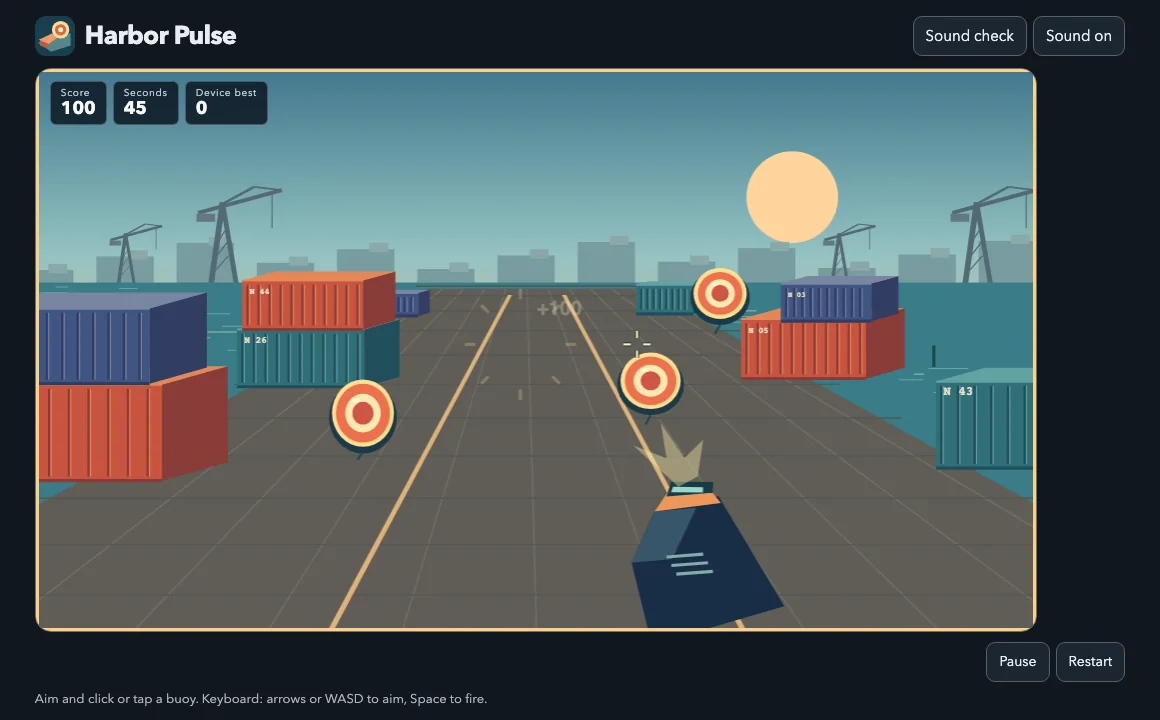 Harbor Pulse
Sound check
Sound on
Score
100
Seconds
45
Device best
0
+100
N 44
N 26
N 03
N 05
N 43
Pause
Restart
Aim and click or tap a buoy. Keyboard: arrows or WASD to aim, Space to fire.